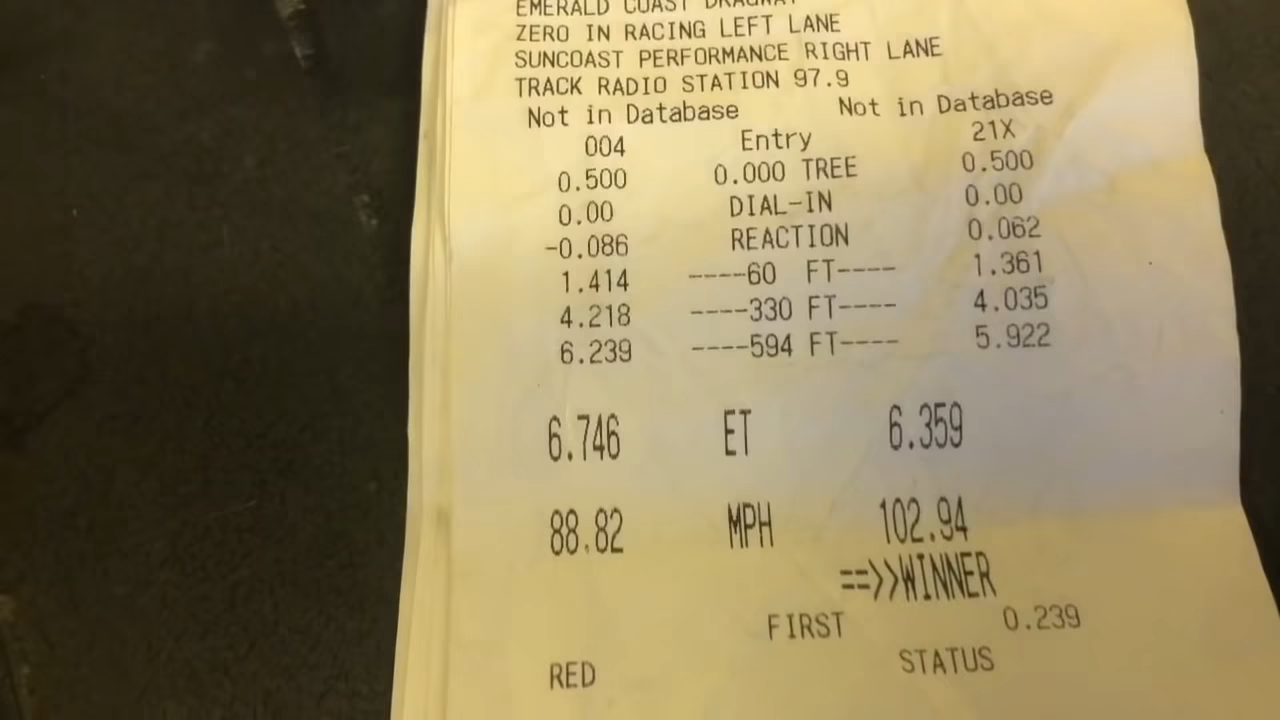 EMERALD COAST DRAGWAY
ZERO IN RACING LEFT LANE
SUNCOAST PERFORMANCE RIGHT LANE
TRACK RADIO STATION 97.9
Not in Database Not in Database
004 Entry 21X
0.500 0.000 TREE 0.500
0.00 DIAL-IN 0.00
-0.086 REACTION 0.062
1.414 ----60 FT---- 1.361
4.218 ----330 FT---- 4.035
6.239 ----594 FT---- 5.922
6.746 ET 6.359
88.82 MPH 102.94
==>>WINNER
FIRST 0.239
RED STATUS